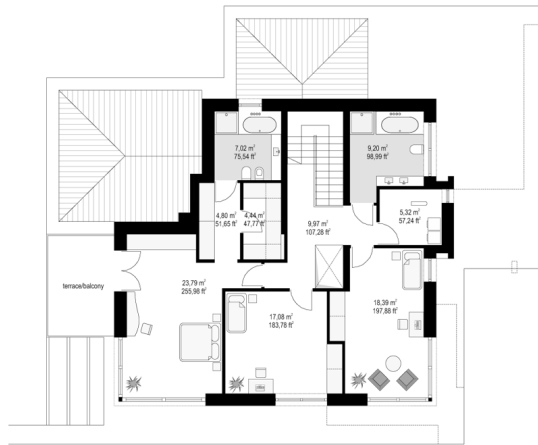 7,02 m²
75,54 ft²
9,20 m²
98,99 ft²
4,80 m²
51,65 ft²
4,44 m²
47,77 ft²
9,97 m²
107,28 ft²
5,32 m²
57,24 ft²
terrace/balcony
23,79 m²
255,98 ft²
17,08 m²
183,78 ft²
18,39 m²
197,88 ft²